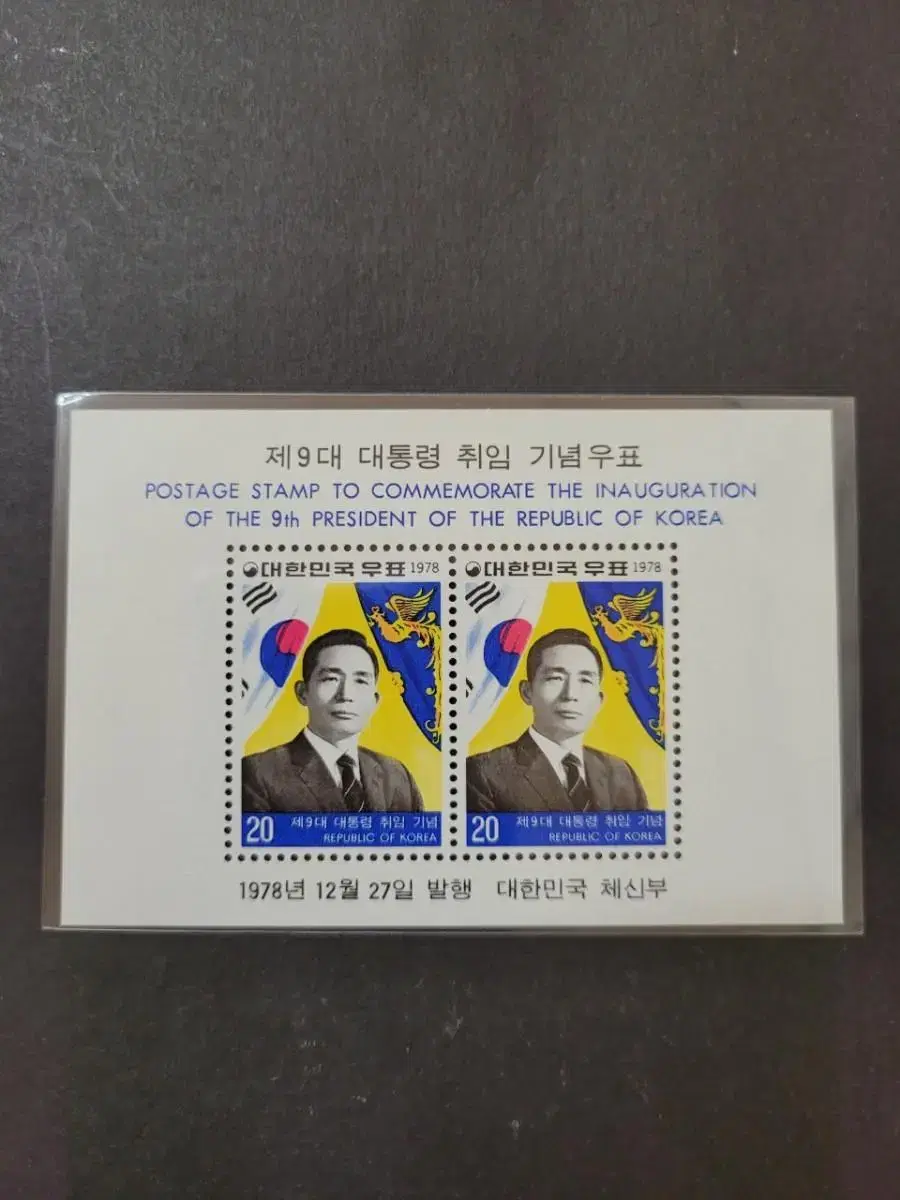 제9대 대통령 취임 기념우표
POSTAGE STAMP TO COMMEMORATE THE INAUGURATION
OF THE 9th PRESIDENT OF THE REPUBLIC OF KOREA
대한민국우표 1978
20 제9대 대통령 취임 기념
REPUBLIC OF KOREA
대한민국우표 1978
20 제9대 대통령 취임 기념
REPUBLIC OF KOREA
1978년 12월 27일 발행 대한민국 체신부